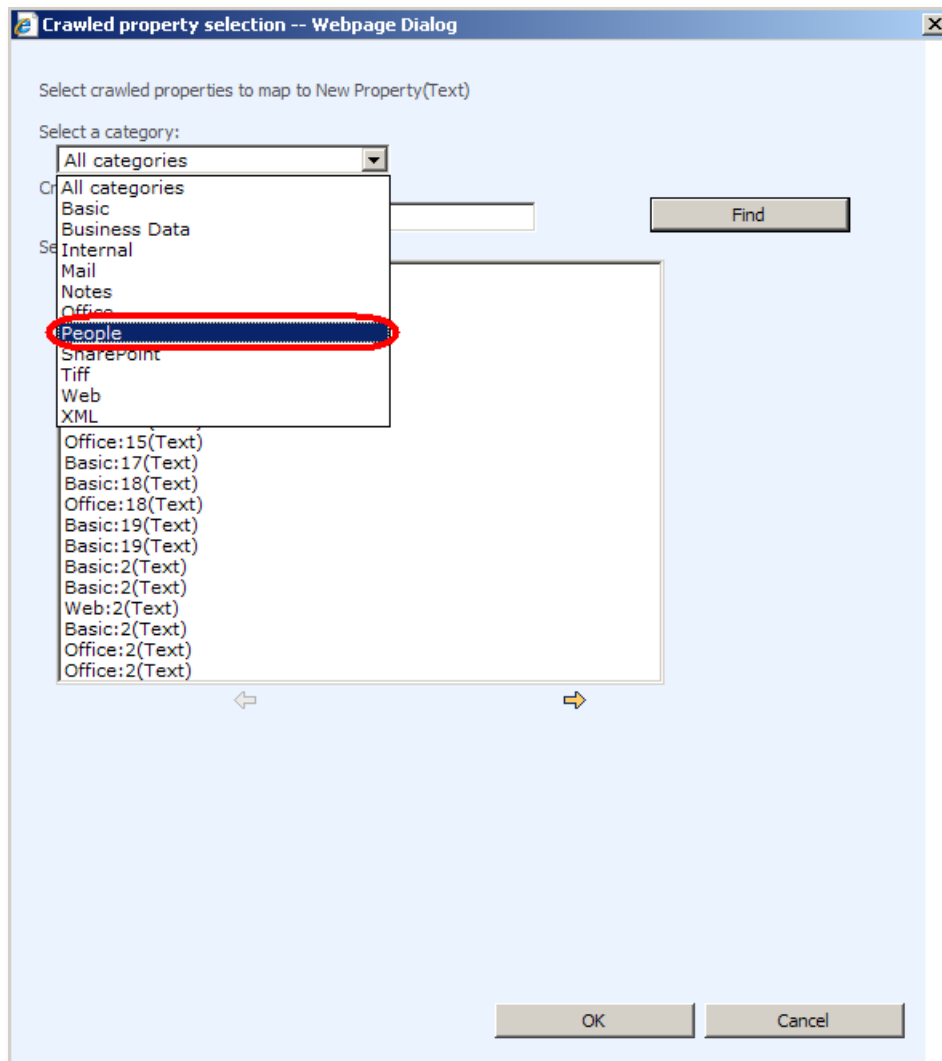 Crawled property selection -- Webpage Dialog
Select crawled properties to map to New Property(Text)
Select a category:
All categories
Cr
All categories
Basic
Find
Business Data
Se
Internal
Mail
Notes
Office
People
SharePoint
Tiff
Web
XML
Office:15(Text)
Basic:17(Text)
Basic:18(Text)
Office:18(Text)
Basic:19(Text)
Basic:19(Text)
Basic:2(Text)
Basic:2(Text)
Web:2(Text)
Basic:2(Text)
Office:2(Text)
Office:2(Text)
OK
Cancel